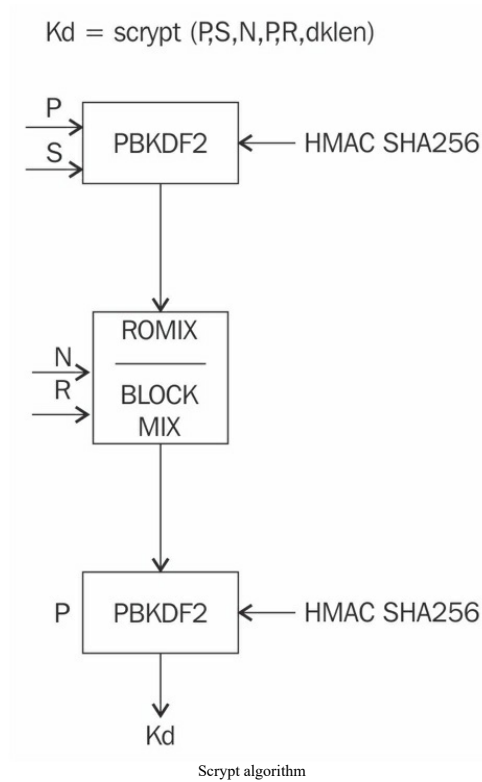 Kd = scrypt (P,S,N,P,R,dklen)
P
S
PBKDF2
HMAC SHA256
ROMIX
N
R
BLOCK
MIX
P
PBKDF2
HMAC SHA256
Kd
Scrypt algorithm